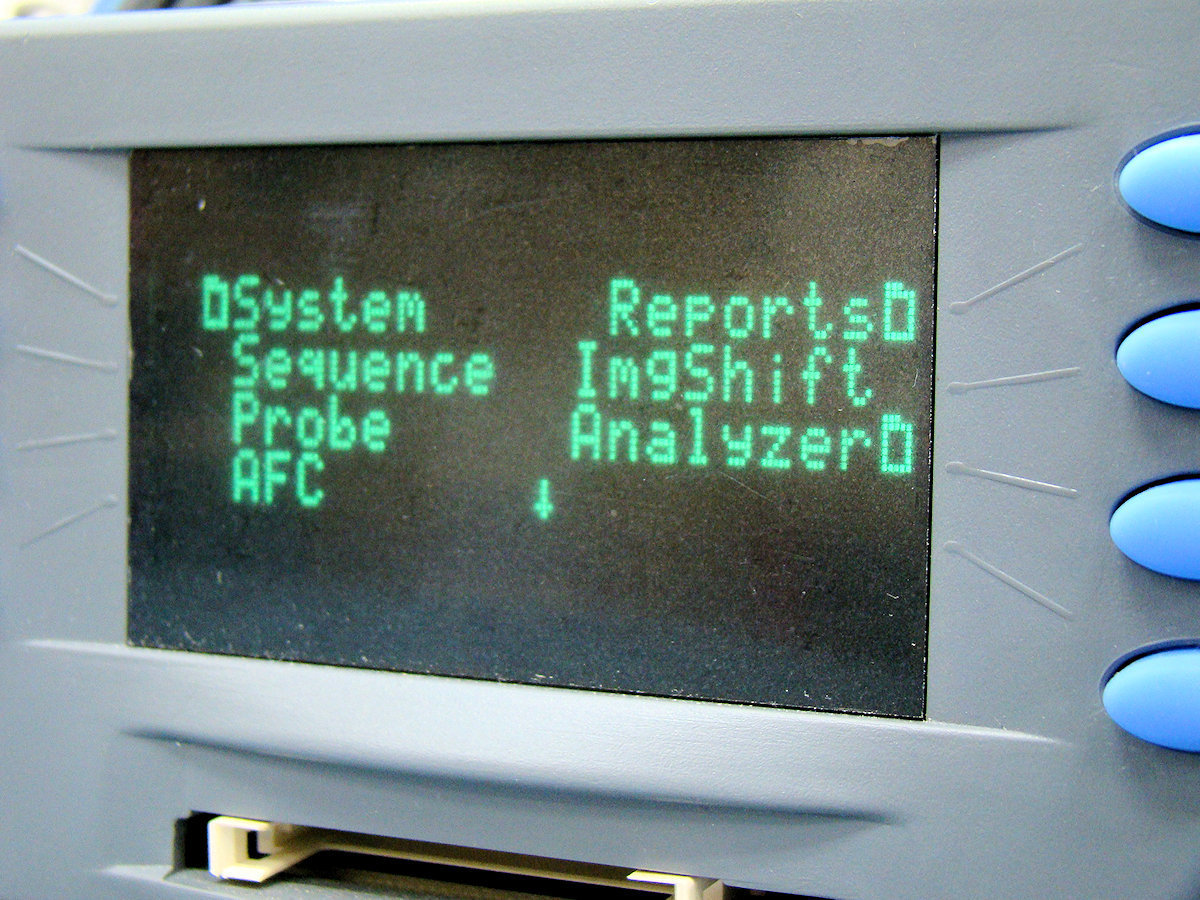 System Reports
Sequence ImgShift
Probe Analyzer
AFC ↓